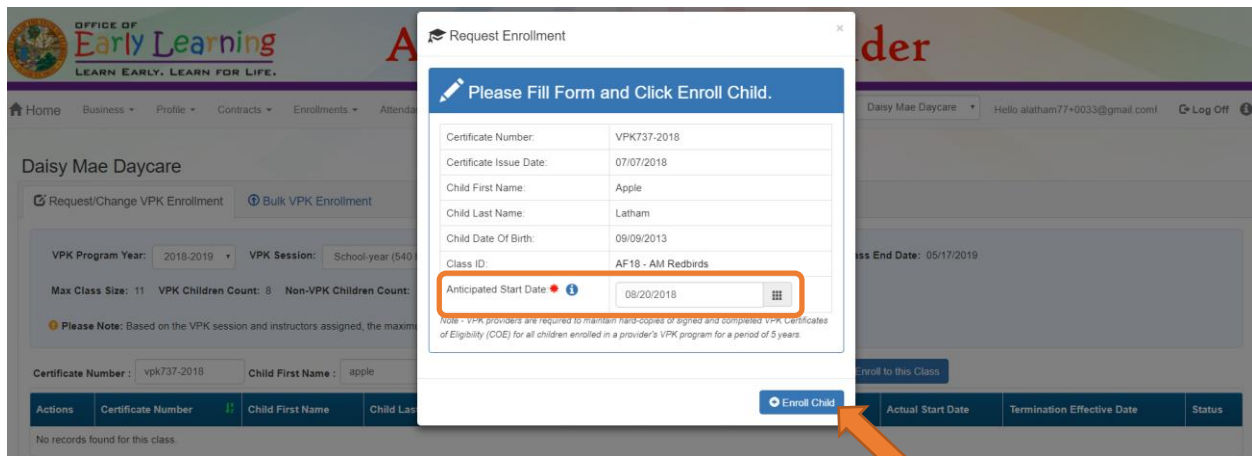 OFFICE OF
Early Learning
LEARN EARLY. LEARN FOR LIFE.
A
der
Home Business Profile Contracts Enrollments Daisy Mae Daycare Hello alatham77+0033@gmail.com! Log Off
Daisy Mae Daycare
Request/Change VPK Enrollment Bulk VPK Enrollment
VPK Program Year: 2018-2019 VPK Session: School-year (540 End Date: 05/17/2019
Max Class Size: 11 VPK Children Count: 8 Non-VPK Children Count:
Please Note: Based on the VPK session and instructors assigned, the
Certificate Number : vpk737-2018 Child First Name : apple Enroll to this Class
Actions Certificate Number Child First Name Child Actual Start Date Termination Effective Date Status
No records found for this class.
Request Enrollment ×
Please Fill Form and Click Enroll Child.
Certificate Number: VPK737-2018
Certificate Issue Date: 07/07/2018
Child First Name: Apple
Child Last Name: Latham
Child Date Of Birth: 09/09/2013
Class ID: AF18 - AM Redbirds
Anticipated Start Date: 08/20/2018
Note - VPK providers are required to maintain hard-copies of signed and completed VPK Certificates
of Eligibility (COE) for all children enrolled in a provider's VPK program for a period of 5 years.
Enroll Child